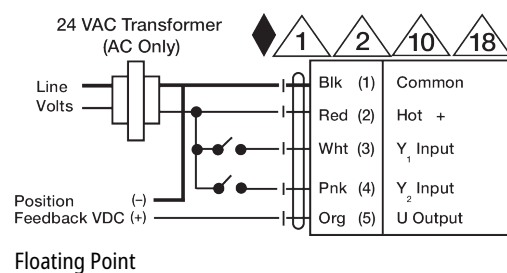 24 VAC Transformer
(AC Only)
1 2 10 18
Line
Volts
Blk (1) Common
Red (2) Hot +
Wht (3) Y1 Input
Pnk (4) Y2 Input
Org (5) U Output
Position (–)
Feedback VDC (+)
Floating Point